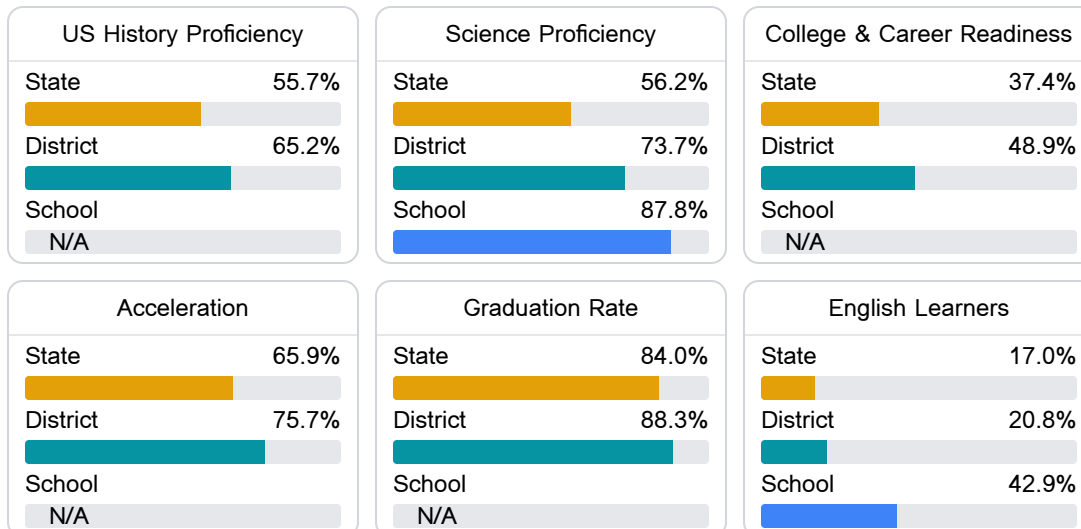 US History Proficiency
State 55.7%
District 65.2%
School
N/A
Science Proficiency
State 56.2%
District 73.7%
School 87.8%
College & Career Readiness
State 37.4%
District 48.9%
School
N/A
Acceleration
State 65.9%
District 75.7%
School
N/A
Graduation Rate
State 84.0%
District 88.3%
School
N/A
English Learners
State 17.0%
District 20.8%
School 42.9%